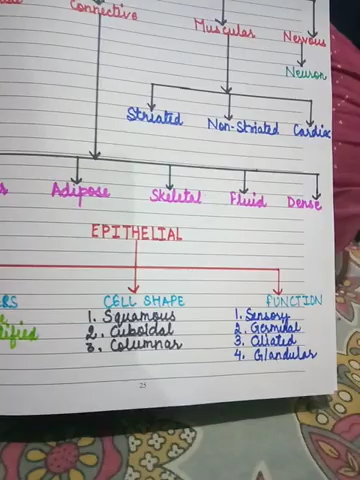 Connective
Muscular
Nervous
Neuron
Striated Non-Striated Cardiac
Adipose Skeletal Fluid Dense
EPITHELIAL
CELL SHAPE FUNCTION
1. Squamous 1. Sensory
2. Cuboldal 2. Germinal
3. Columnar 3. Ciliated
4. Glandular
25